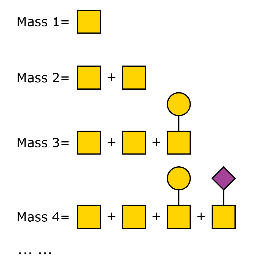 Mass 1=
Mass 2= +
Mass 3= + +
Mass 4= + + +
... ...